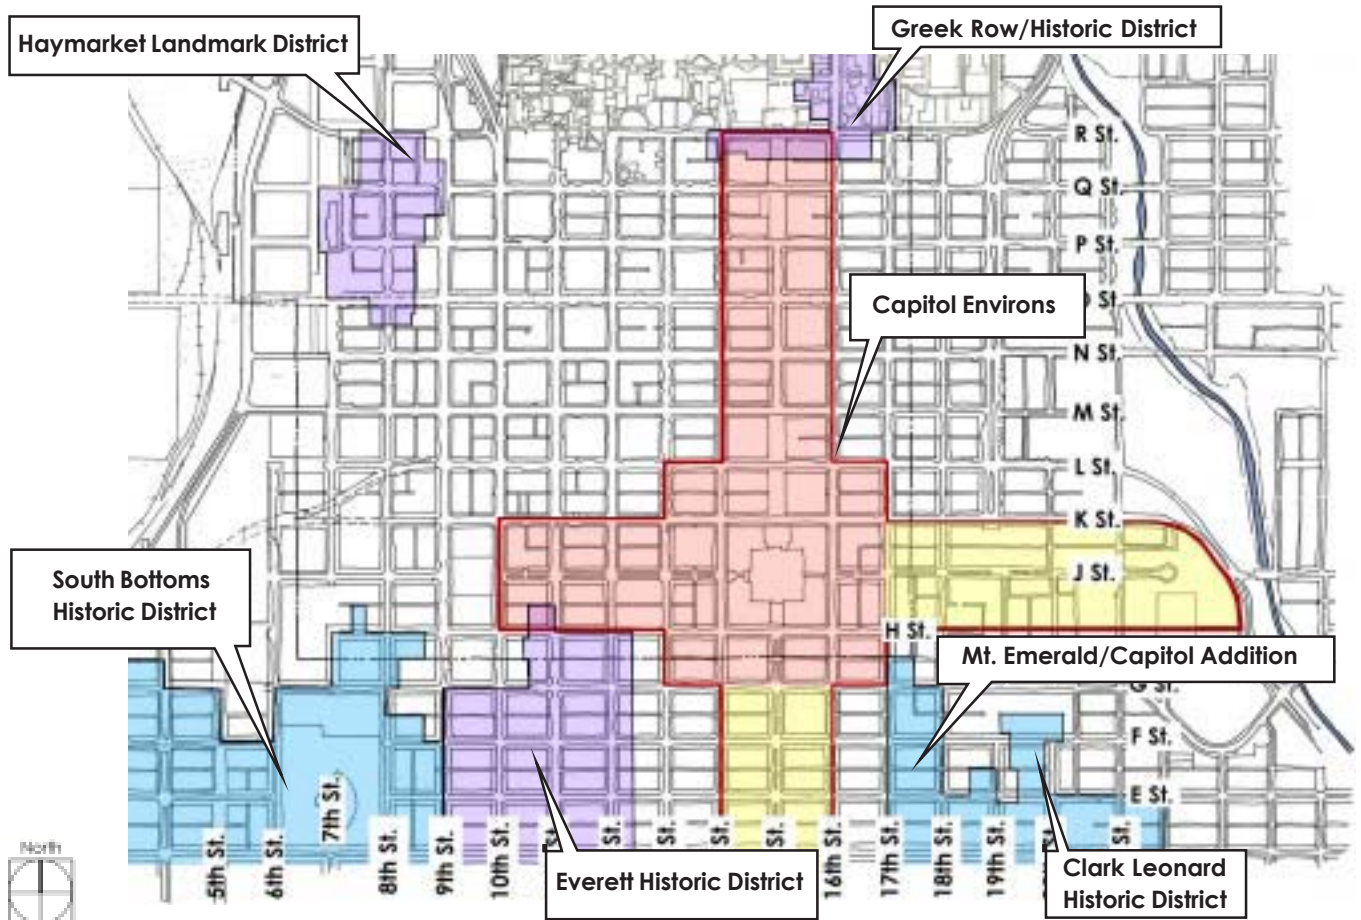 Haymarket Landmark District
Greek Row/Historic District
R St.
Q St.
P St.
Capitol Environs
St.
N St.
M St.
L St.
K St.
J St.
South Bottoms
Historic District
H St.
Mt. Emerald/Capitol Addition
G St.
F St.
E St.
5th St.
6th St.
7th St.
8th St.
9th St.
10th St.
St.
St.
St.
St.
St.
16th St.
17th St.
18th St.
19th St.
St.
Everett Historic District
Clark Leonard
Historic District
North